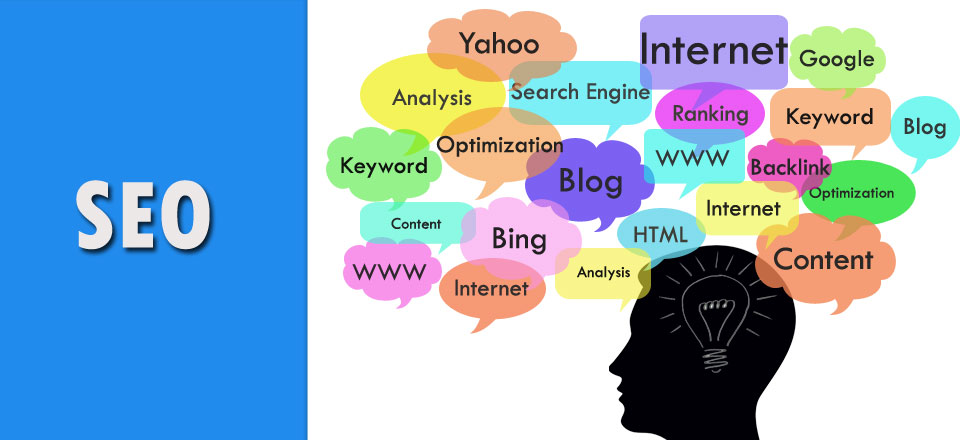 SEO
Yahoo
Internet
Google
Analysis
Search Engine
Ranking
Keyword
Blog
Optimization
Keyword
Blog
WWW
Backlink
Optimization
Content
Bing
HTML
Internet
Content
WWW
Internet
Analysis